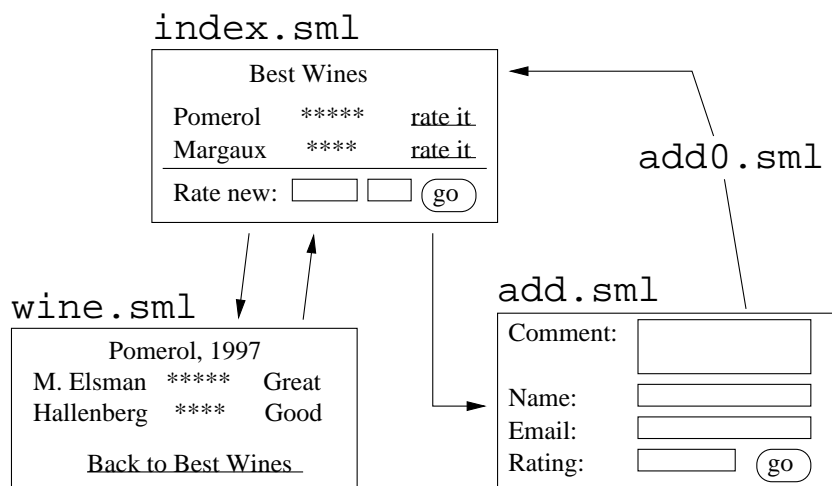 index.sml
Best Wines
Pomerol ***** rate it
Margaux **** rate it
Rate new: go
add0.sml
wine.sml
Pomerol, 1997
M. Elsman ***** Great
Hallenberg **** Good
Back to Best Wines
add.sml
Comment:
Name:
Email:
Rating: go